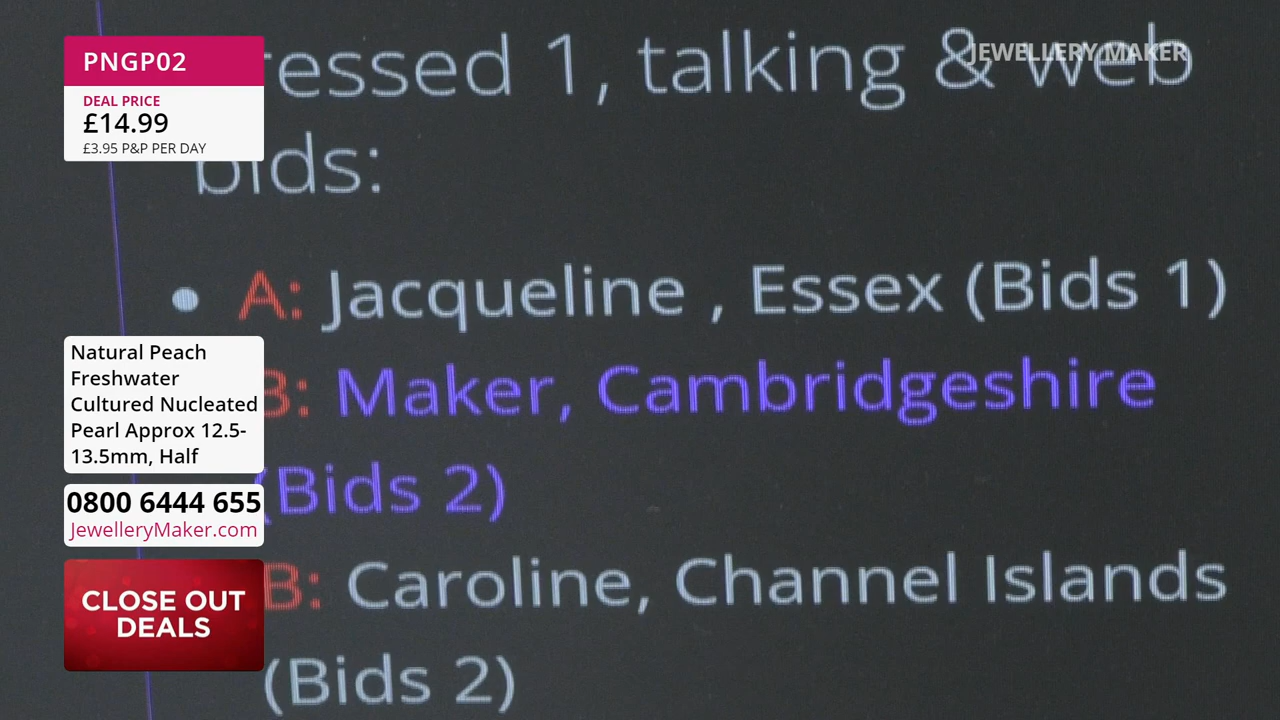 PNGP02
DEAL PRICE
£14.99
£3.95 P&P PER DAY
JEWELLERY MAKER
ressed 1, talking & web
bids:
• A: Jacqueline , Essex (Bids 1)
B: Maker, Cambridgeshire
(Bids 2)
B: Caroline, Channel Islands
(Bids 2)
Natural Peach
Freshwater
Cultured Nucleated
Pearl Approx 12.5-
13.5mm, Half
0800 6444 655
JewelleryMaker.com
CLOSE OUT
DEALS